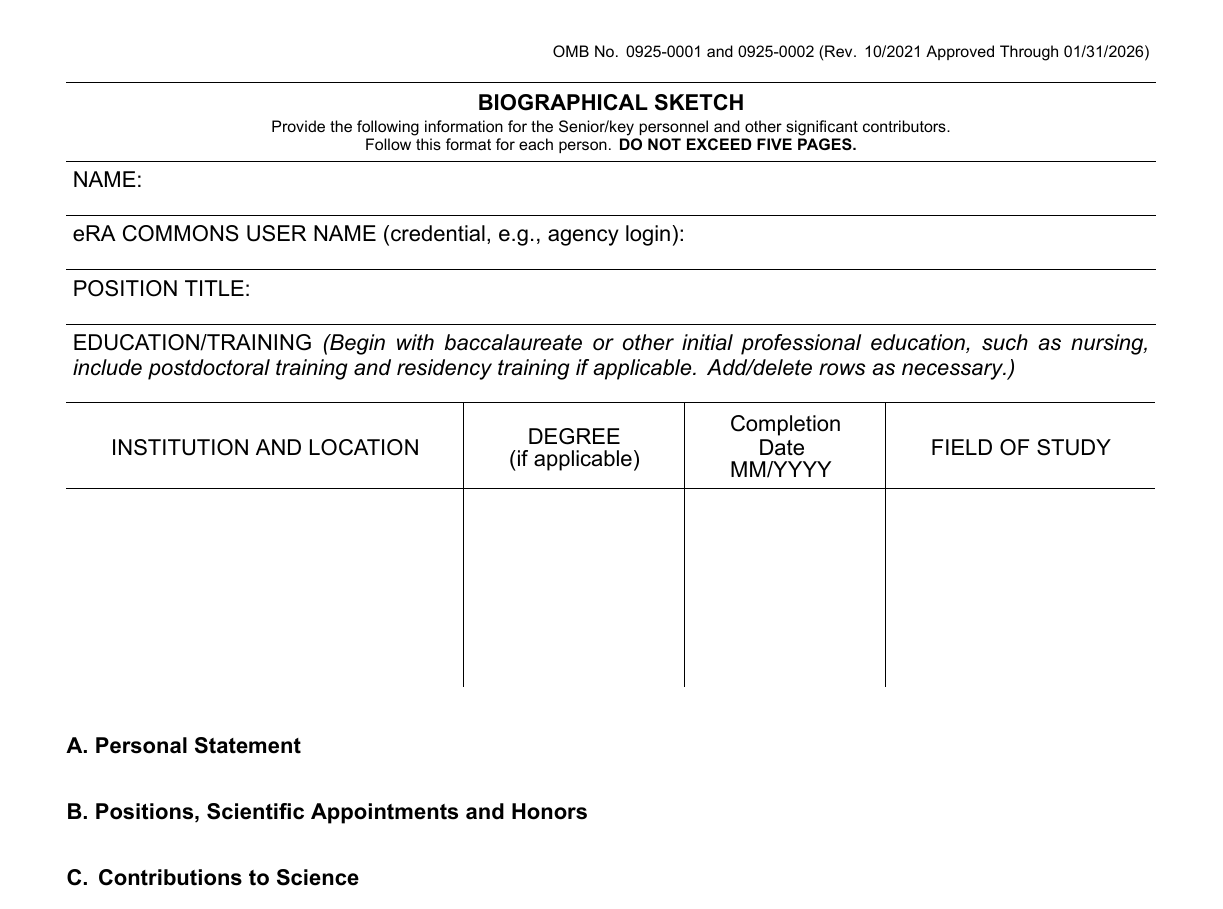 OMB No. 0925-0001 and 0925-0002 (Rev. 10/2021 Approved Through 01/31/2026)
BIOGRAPHICAL SKETCH
Provide the following information for the Senior/key personnel and other significant contributors.
Follow this format for each person. DO NOT EXCEED FIVE PAGES.
NAME:
eRA COMMONS USER NAME (credential, e.g., agency login):
POSITION TITLE:
EDUCATION/TRAINING (Begin with baccalaureate or other initial professional education, such as nursing,
include postdoctoral training and residency training if applicable. Add/delete rows as necessary.)
INSTITUTION AND LOCATION
DEGREE
(if applicable)
Completion
Date
MM/YYYY
FIELD OF STUDY
A. Personal Statement
B. Positions, Scientific Appointments and Honors
C. Contributions to Science